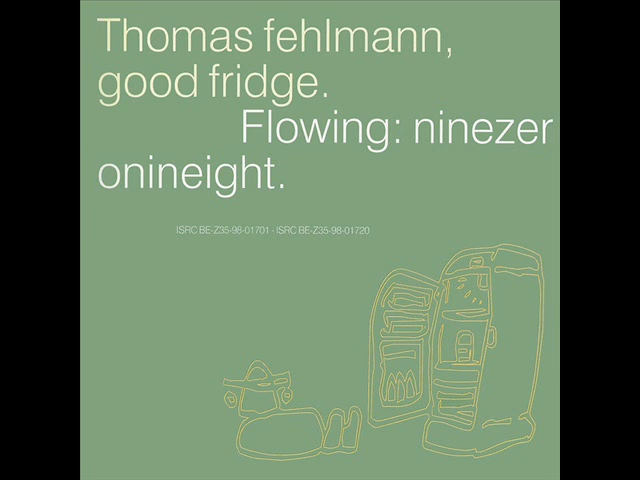 Thomas fehlmann,
good fridge.
Flowing: ninezer
onineight.
ISRC BE-Z35-98-01701 - ISRC BE-Z35-98-01720